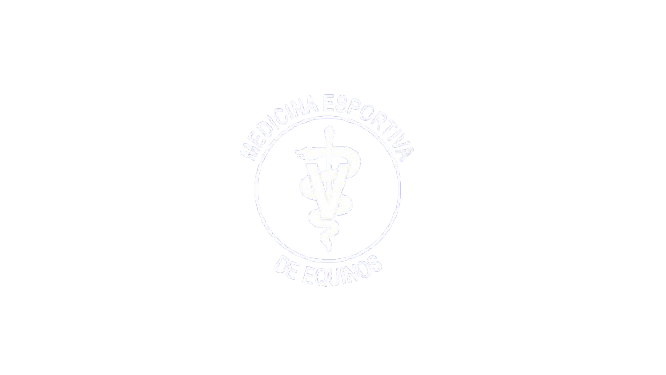 MEDICINA ESPORTIVA
V
DE EQUINOS